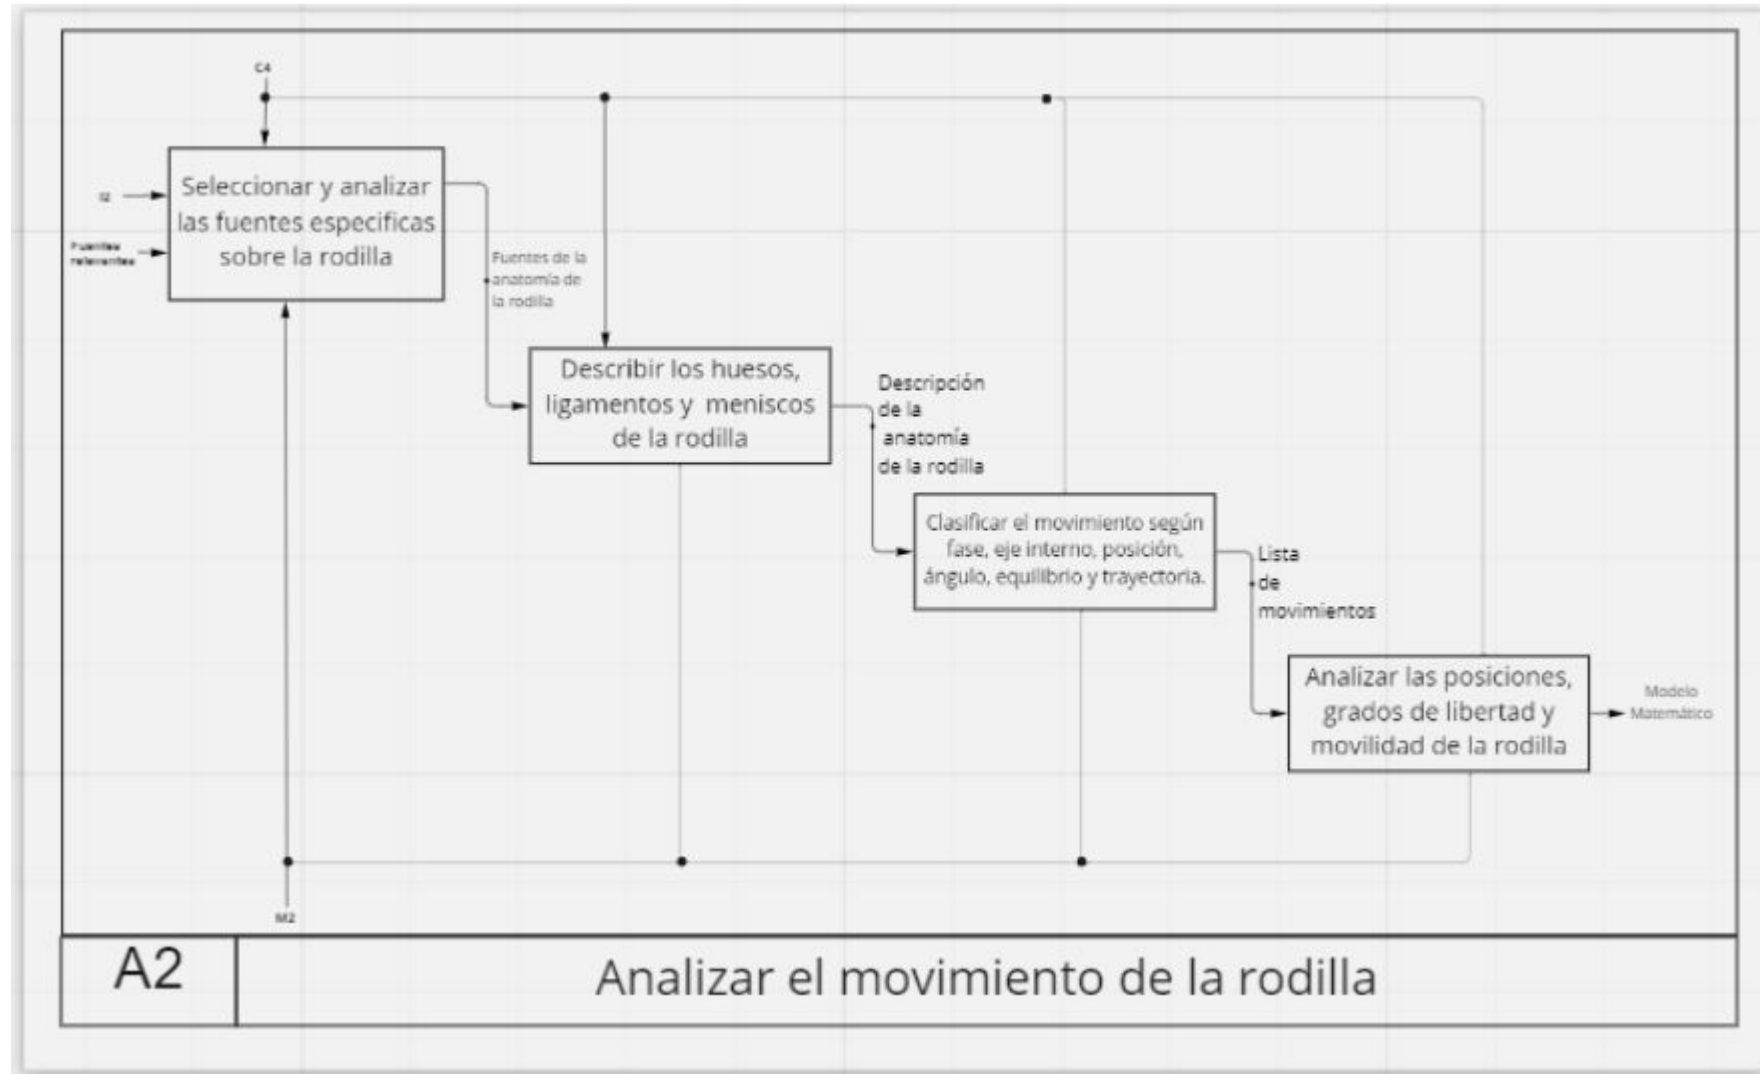 C4
Seleccionar y analizar
las fuentes especificas
sobre la rodilla
Fuentes
relevantes
Fuentes de la
anatomía de
la rodilla
Describir los huesos,
ligamentos y meniscos
de la rodilla
Descripción
de la
anatomía
de la rodilla
Clasificar el movimiento según
fase, eje interno, posición,
ángulo, equilibrio y trayectoria.
Lista
de
movimientos
Analizar las posiciones,
grados de libertad y
movilidad de la rodilla
Modelo
Matemático
M2
A2
Analizar el movimiento de la rodilla